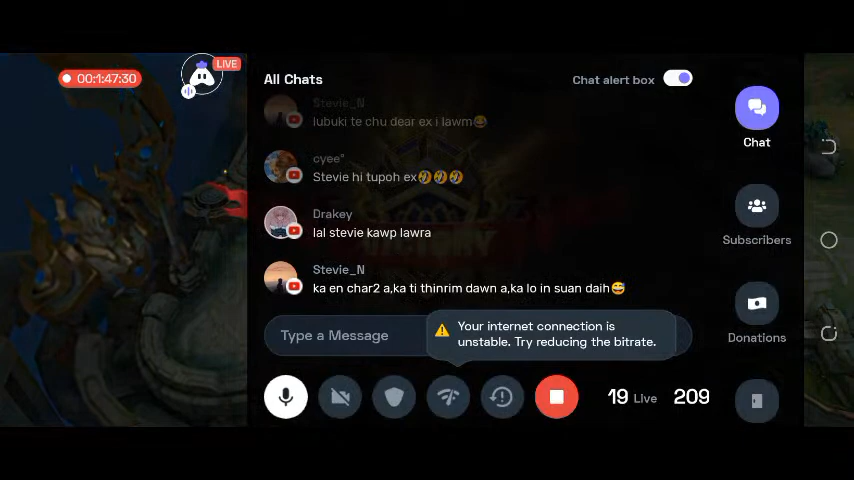 00:1:47:30
LIVE
All Chats
Chat alert box
Stevie_N
lubuki te chu dear ex i lawm😂
cyee"
Stevie hi tupoh ex🤣🤣🤣
Drakey
lal stevie kawp lawra
Stevie_N
ka en char2 a,ka ti thinrim dawn a,ka lo in suan daih😅
Type a Message
Your internet connection is
unstable. Try reducing the bitrate.
19 Live 209
Chat
Subscribers
Donations